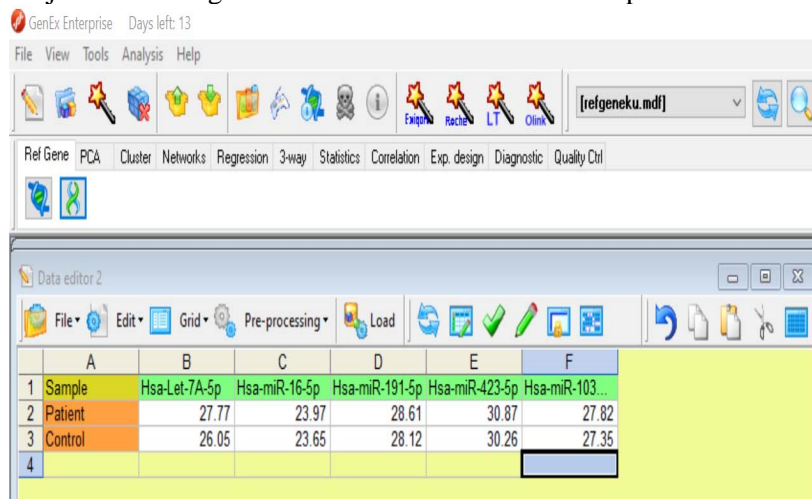 GenEx Enterprise Days left: 13
File View Tools Analysis Help
Exiqon Roche LT Olink [refgeneku.mdf]
Ref Gene PCA Cluster Networks Regression 3-way Statistics Correlation Exp. design Diagnostic Quality Ctrl
Data editor 2
File Edit Grid Pre-processing Load
A B C D E F
1 Sample Hsa-Let-7A-5p Hsa-miR-16-5p Hsa-miR-191-5p Hsa-miR-423-5p Hsa-miR-103...
2 Patient 27.77 23.97 28.61 30.87 27.82
3 Control 26.05 23.65 28.12 30.26 27.35
4